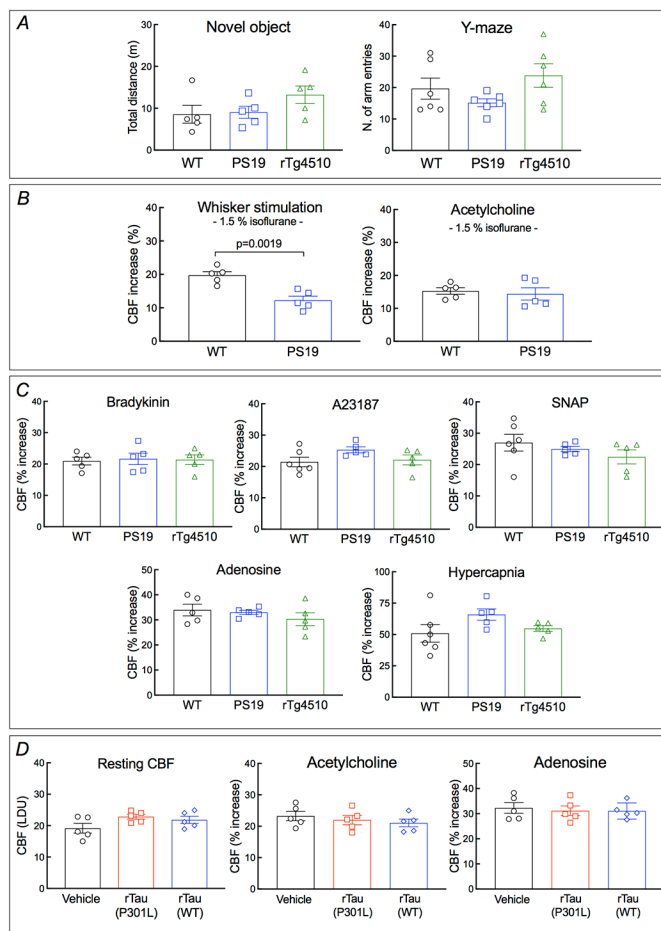 A
Novel object
Total distance (m)
30
20
10
0
WT PS19 rTg4510
Y-maze
N. of arm entries
40
30
20
10
0
WT PS19 rTg4510
B
Whisker stimulation
- 1.5 % isoflurane -
p=0.0019
CBF increase (%)
40
30
20
10
0
WT PS19
Acetylcholine
- 1.5 % isoflurane -
CBF increase (%)
40
30
20
10
0
WT PS19
C
Bradykinin
CBF (% increase)
40
30
20
10
0
WT PS19 rTg4510
A23187
CBF (% increase)
40
30
20
10
0
WT PS19 rTg4510
SNAP
CBF (% increase)
40
30
20
10
0
WT PS19 rTg4510
Adenosine
CBF (% increase)
50
40
30
20
10
0
WT PS19 rTg4510
Hypercapnia
CBF (% increase)
100
75
50
25
0
WT PS19 rTg4510
D
Resting CBF
CBF (LDU)
40
30
20
10
0
Vehicle rTau rTau
(P301L) (WT)
Acetylcholine
CBF (% increase)
40
30
20
10
0
Vehicle rTau rTau
(P301L) (WT)
Adenosine
CBF (% increase)
50
40
30
20
10
0
Vehicle rTau rTau
(P301L) (WT)